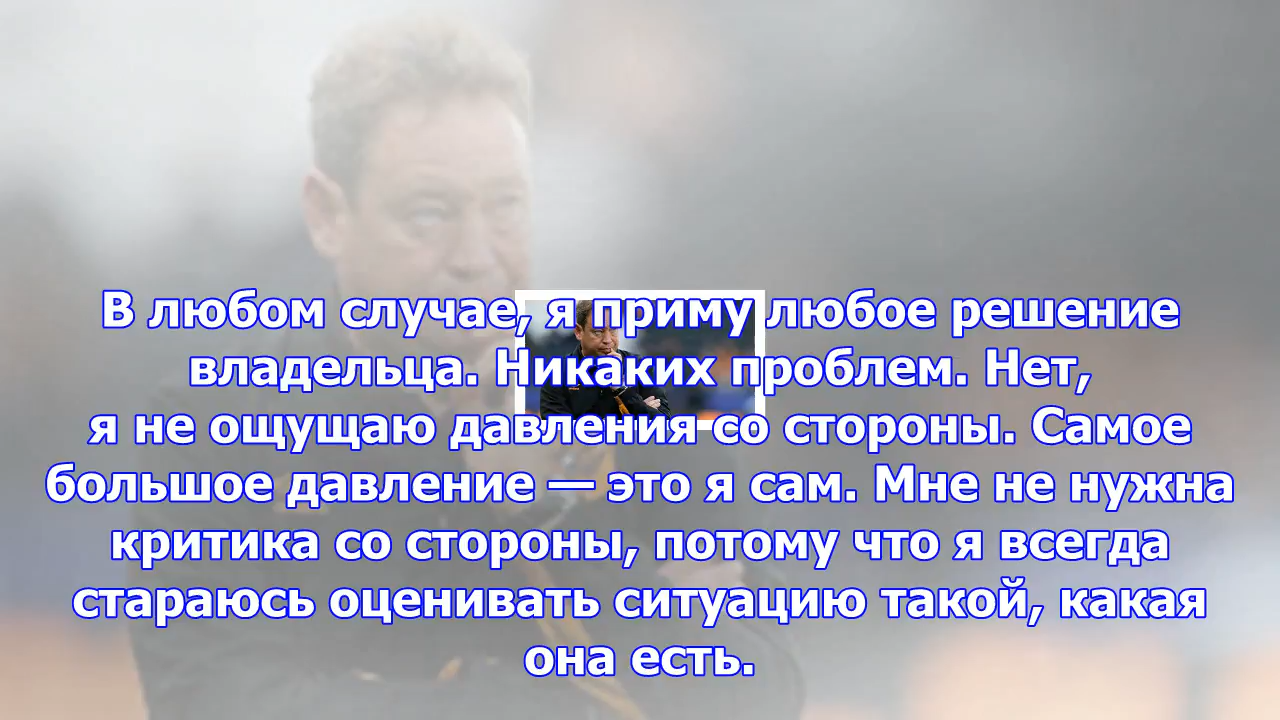 В любом случае, я приму любое решение
владельца. Никаких проблем. Нет,
я не ощущаю давления со стороны. Самое
большое давление — это я сам. Мне не нужна
критика со стороны, потому что я всегда
стараюсь оценивать ситуацию такой, какая
она есть.